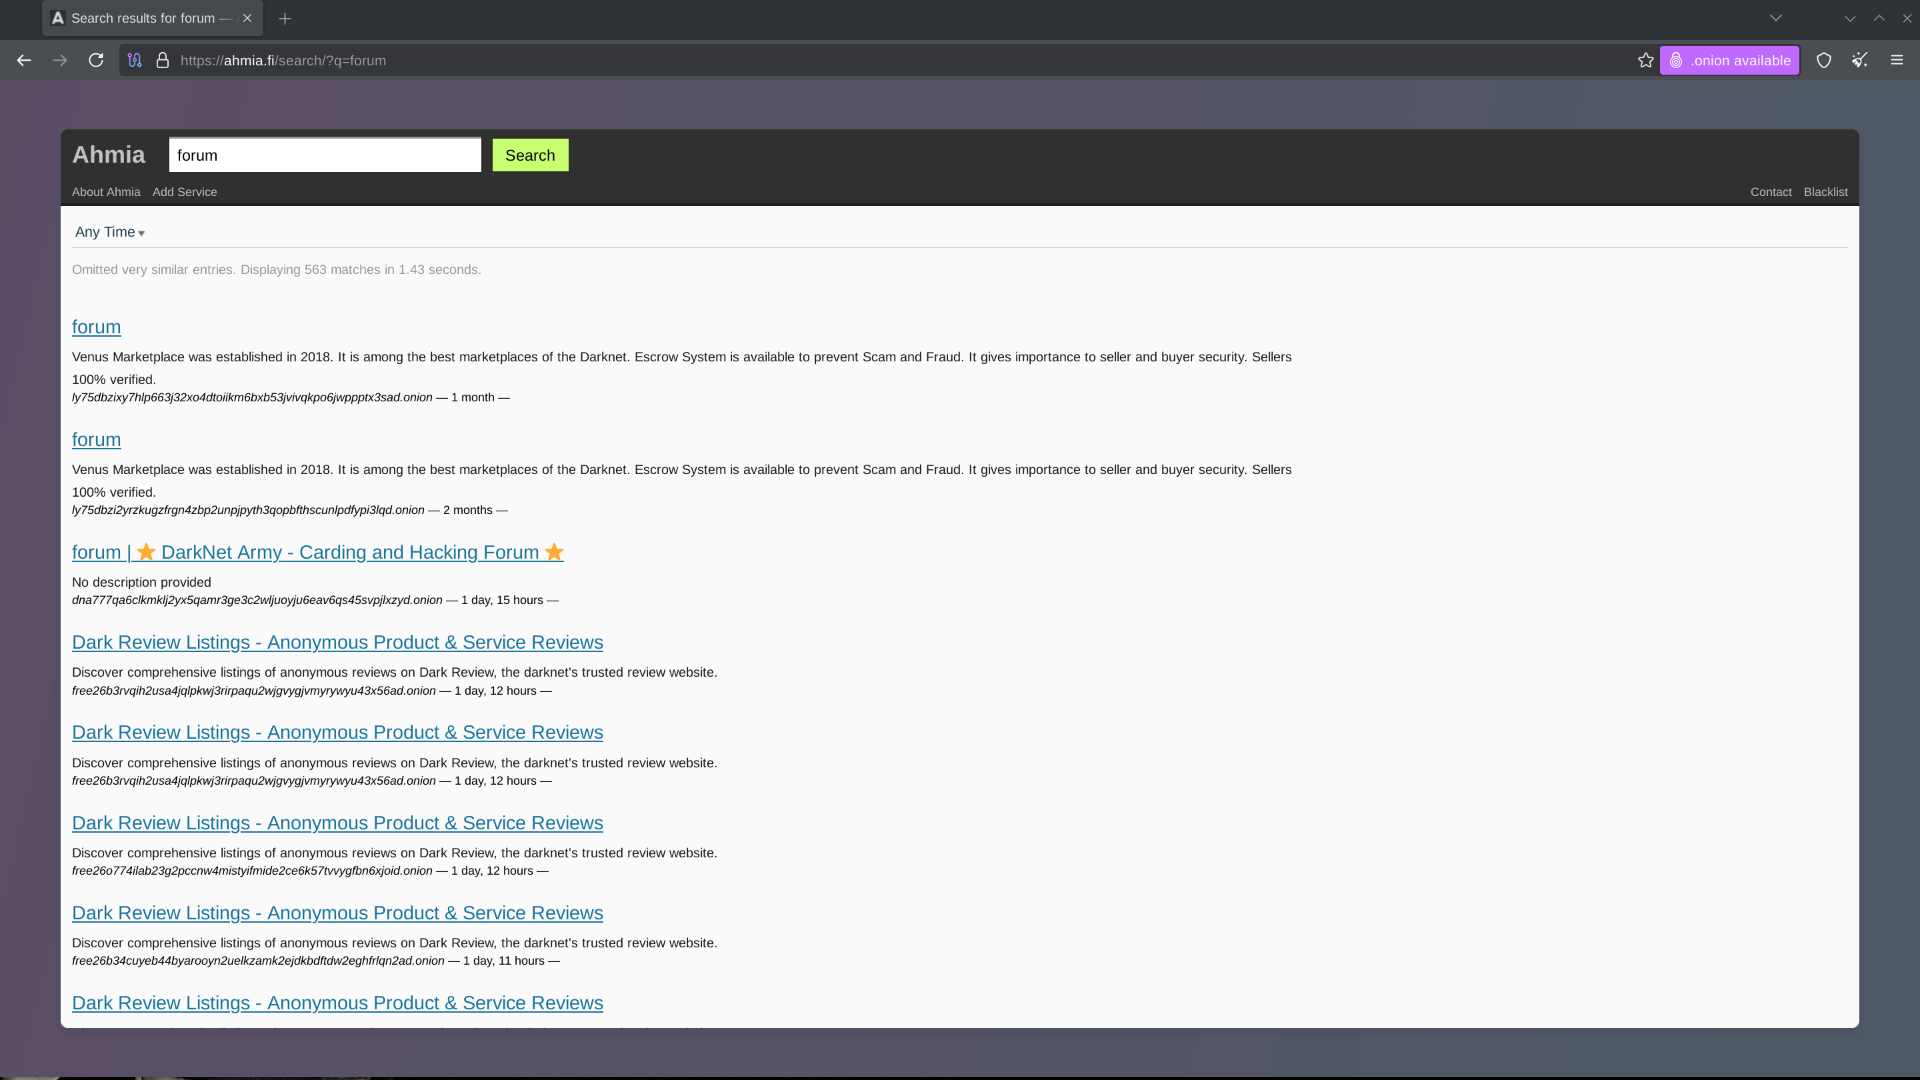 Search results for forum —
https://ahmia.fi/search/?q=forum
.onion available
Ahmia
forum
Search
About Ahmia Add Service
Contact Blacklist
Any Time
Omitted very similar entries. Displaying 563 matches in 1.43 seconds.
forum
Venus Marketplace was established in 2018. It is among the best marketplaces of the Darknet. Escrow System is available to prevent Scam and Fraud. It gives importance to seller and buyer security. Sellers
100% verified.
ly75dbzixy7hlp663j32xo4dtoiikm6bxb53jvivqkpo6jwppptx3sad.onion — 1 month —
forum
Venus Marketplace was established in 2018. It is among the best marketplaces of the Darknet. Escrow System is available to prevent Scam and Fraud. It gives importance to seller and buyer security. Sellers
100% verified.
ly75dbzi2yrzkugzfrgn4zbp2unpjpyth3qopbfthscunlpdfypi3lqd.onion — 2 months —
forum | ⭐ DarkNet Army - Carding and Hacking Forum ⭐
No description provided
dna777qa6clkmklj2yx5qamr3ge3c2wljuoyju6eav6qs45svpjlxzyd.onion — 1 day, 15 hours —
Dark Review Listings - Anonymous Product & Service Reviews
Discover comprehensive listings of anonymous reviews on Dark Review, the darknet's trusted review website.
free26b3rvqih2usa4jqlpkwj3rirpaqu2wjgvygjvmyrywyu43x56ad.onion — 1 day, 12 hours —
Dark Review Listings - Anonymous Product & Service Reviews
Discover comprehensive listings of anonymous reviews on Dark Review, the darknet's trusted review website.
free26b3rvqih2usa4jqlpkwj3rirpaqu2wjgvygjvmyrywyu43x56ad.onion — 1 day, 12 hours —
Dark Review Listings - Anonymous Product & Service Reviews
Discover comprehensive listings of anonymous reviews on Dark Review, the darknet's trusted review website.
free26o774ilab23g2pccnw4mistyifmide2ce6k57tvvygfbn6xjoid.onion — 1 day, 12 hours —
Dark Review Listings - Anonymous Product & Service Reviews
Discover comprehensive listings of anonymous reviews on Dark Review, the darknet's trusted review website.
free26b34cuyeb44byarooyn2uelkzamk2ejdkbdftdw2eghfrlqn2ad.onion — 1 day, 11 hours —
Dark Review Listings - Anonymous Product & Service Reviews